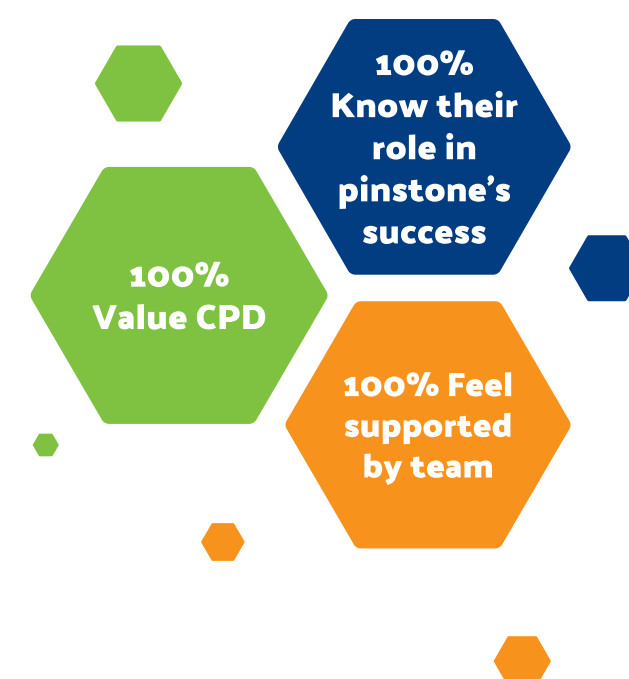 100%
Know their
role in
pinstone’s
success
100%
Value CPD
100% Feel
supported
by team